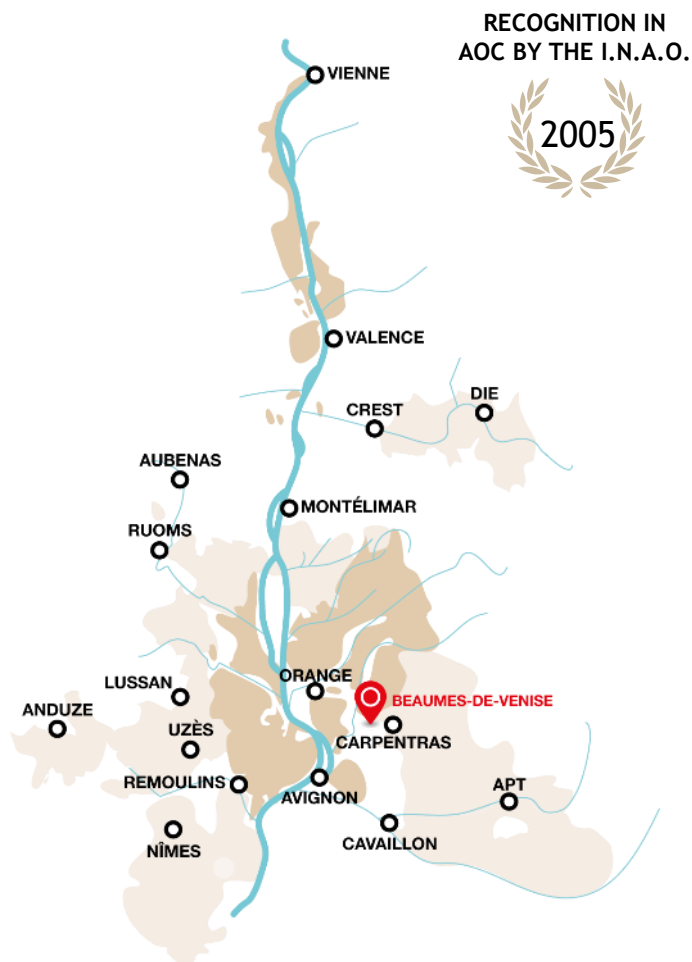 RECOGNITION IN
AOC BY THE I.N.A.O.
2005
VIENNE
VALENCE
DIE
CREST
AUBENAS
MONTÉLIMAR
RUOMS
ORANGE
LUSSAN
BEAUMES-DE-VENISE
ANDUZE
UZÈS
CARPENTRAS
REMOULINS
AVIGNON
APT
CAVAILLON
NÎMES